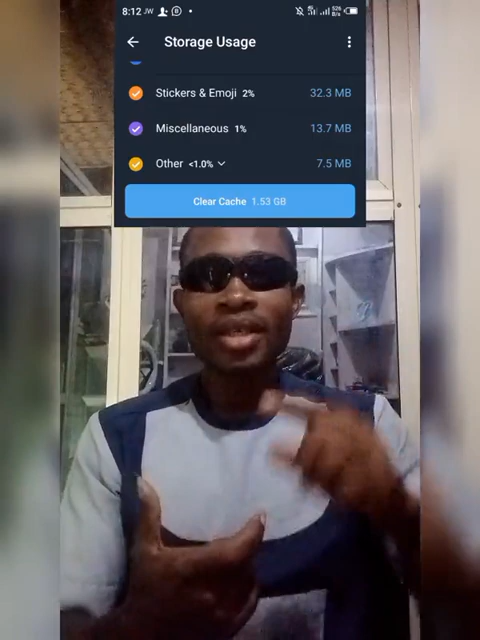 8:12 JW
Storage Usage
Stickers & Emoji 2% 32.3 MB
Miscellaneous 1% 13.7 MB
Other <1.0% 7.5 MB
Clear Cache 1.53 GB